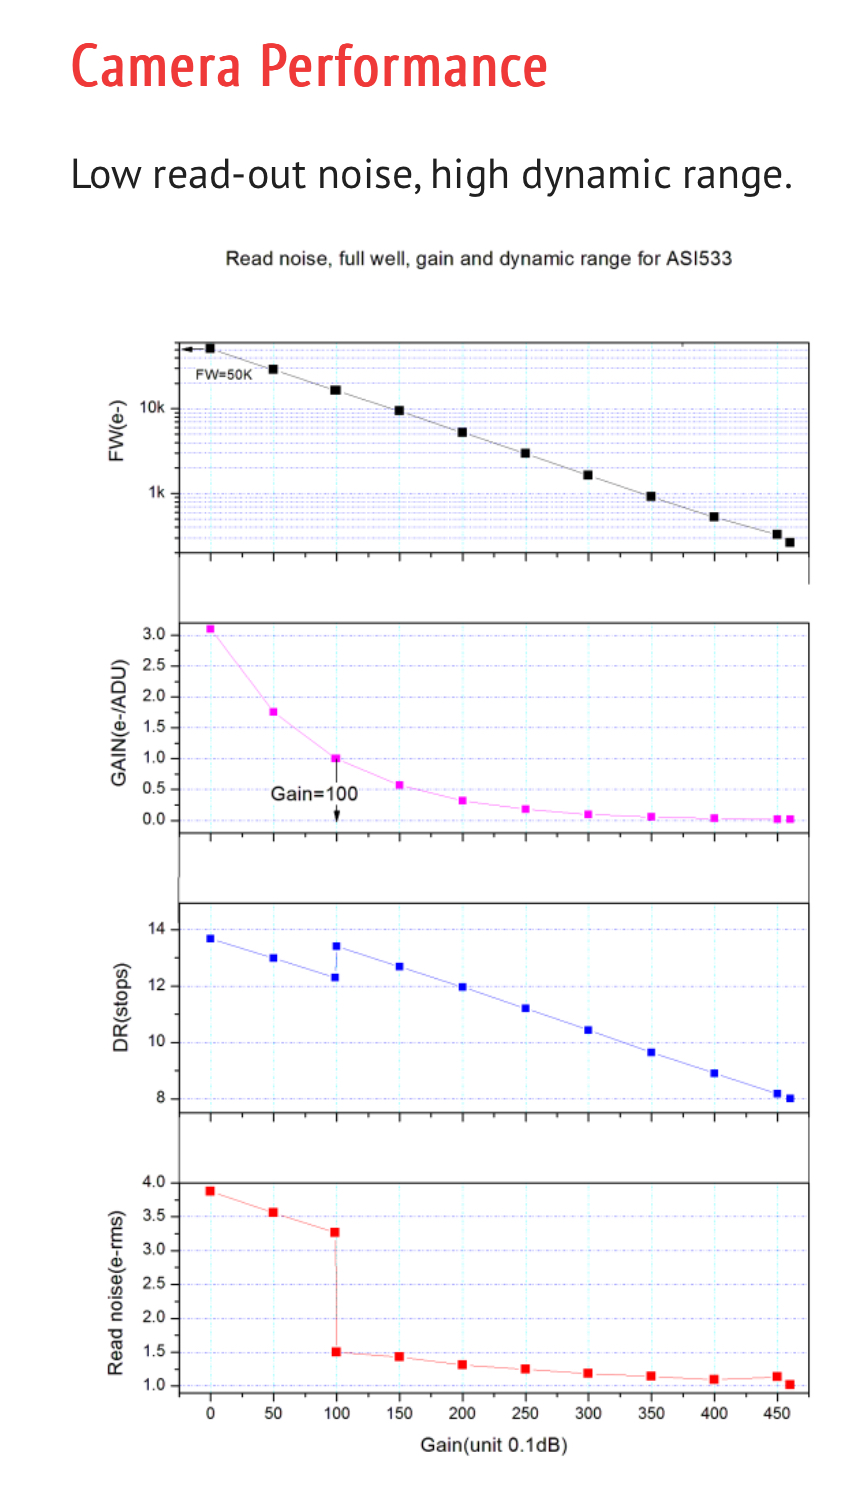 Camera Performance
Low read-out noise, high dynamic range.
Read noise, full well, gain and dynamic range for ASI533
FW=50K
10k
1k
FW(e-)
3.0
2.5
2.0
1.5
1.0
0.5
0.0
GAIN(e-/ADU)
Gain=100
14
12
10
8
DR(stops)
4.0
3.5
3.0
2.5
2.0
1.5
1.0
Read noise(e-rms)
0 50 100 150 200 250 300 350 400 450
Gain(unit 0.1dB)